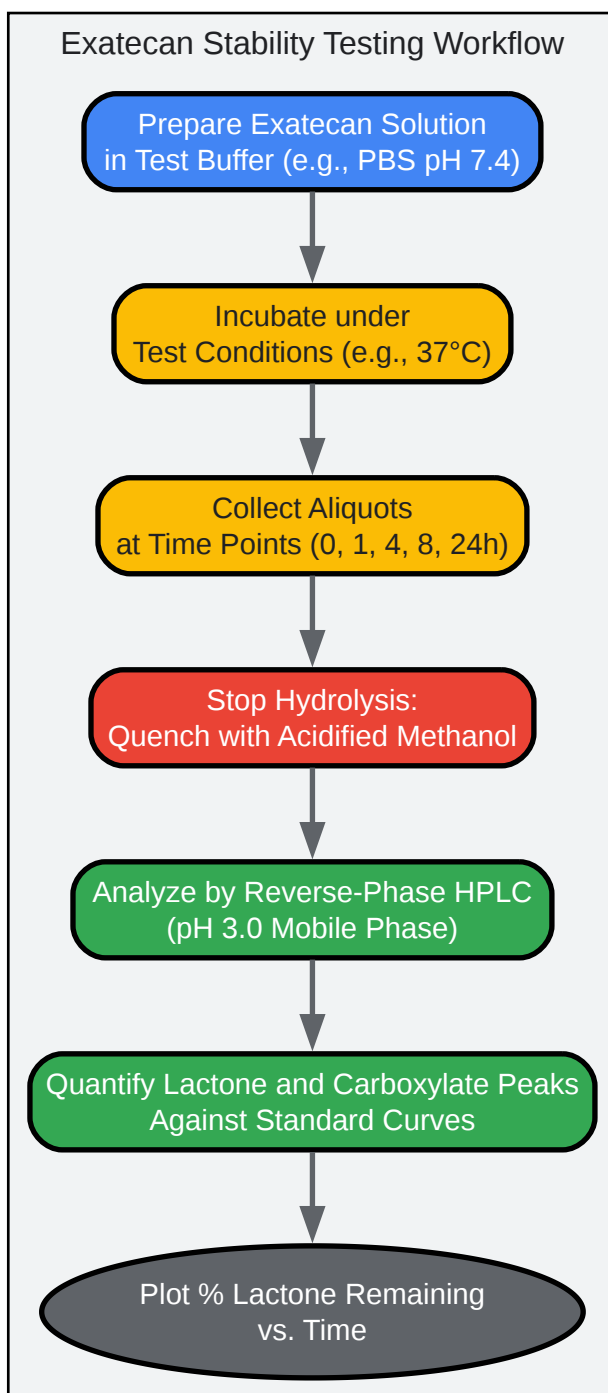 Exatecan Stability Testing Workflow
Prepare Exatecan Solution
in Test Buffer (e.g., PBS pH 7.4)
Incubate under
Test Conditions (e.g., 37°C)
Collect Aliquots
at Time Points (0, 1, 4, 8, 24h)
Stop Hydrolysis:
Quench with Acidified Methanol
Analyze by Reverse-Phase HPLC
(pH 3.0 Mobile Phase)
Quantify Lactone and Carboxylate Peaks
Against Standard Curves
Plot % Lactone Remaining
vs. Time